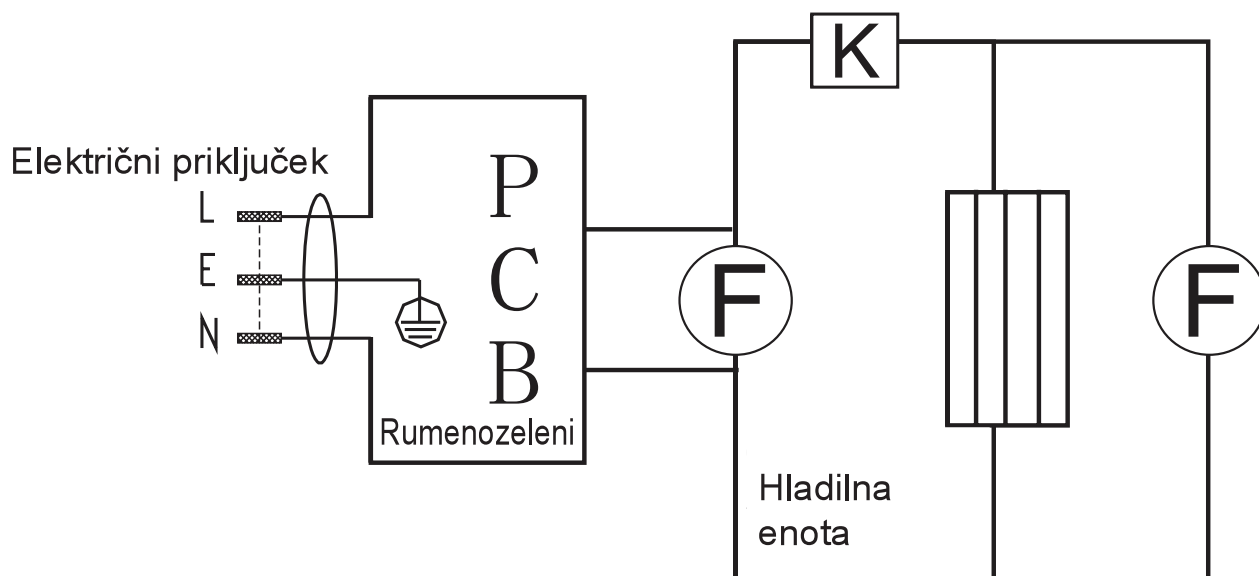 Električni priključek
L
E
N
P
C
B
Rumenozeleni
K
F
F
Hladilna
enota